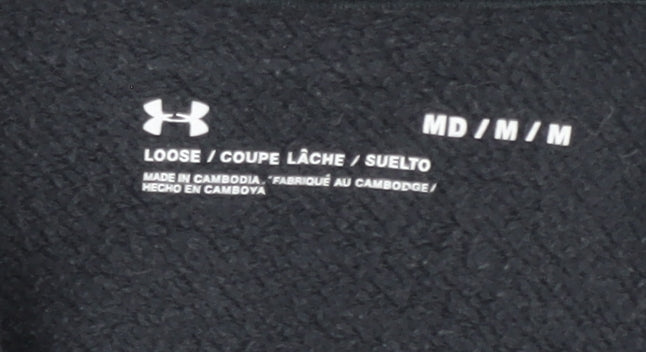 MD / M / M
LOOSE / COUPE LÂCHE / SUELTO
MADE IN CAMBODIA / FABRIQUÉ AU CAMBODGE /
HECHO EN CAMBOYA